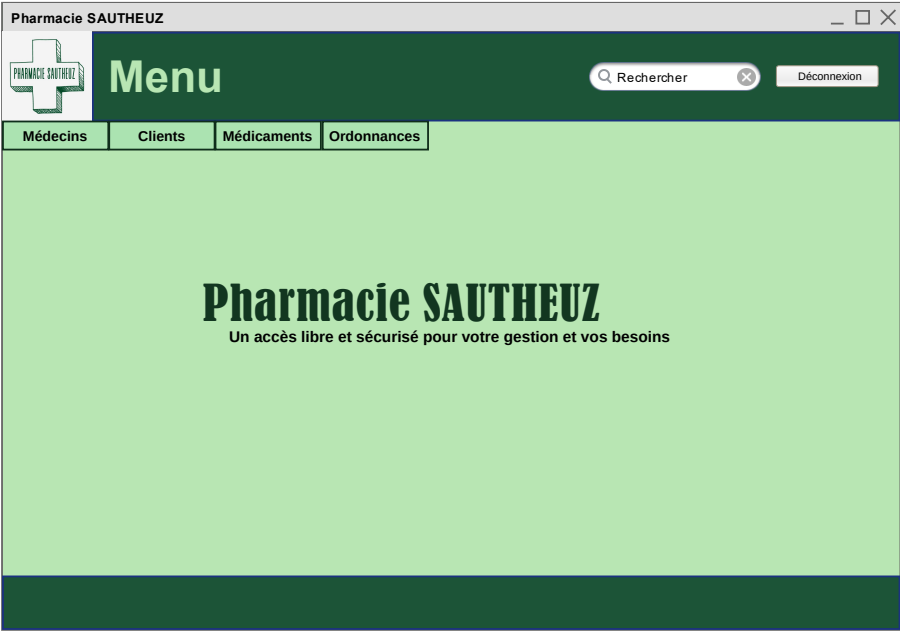 Pharmacie SAUTHEUZ
PHARMACIE SAUTHEUZ
Menu
Rechercher
Déconnexion
Médecins
Clients
Médicaments
Ordonnances
Pharmacie SAUTHEUZ
Un accès libre et sécurisé pour votre gestion et vos besoins